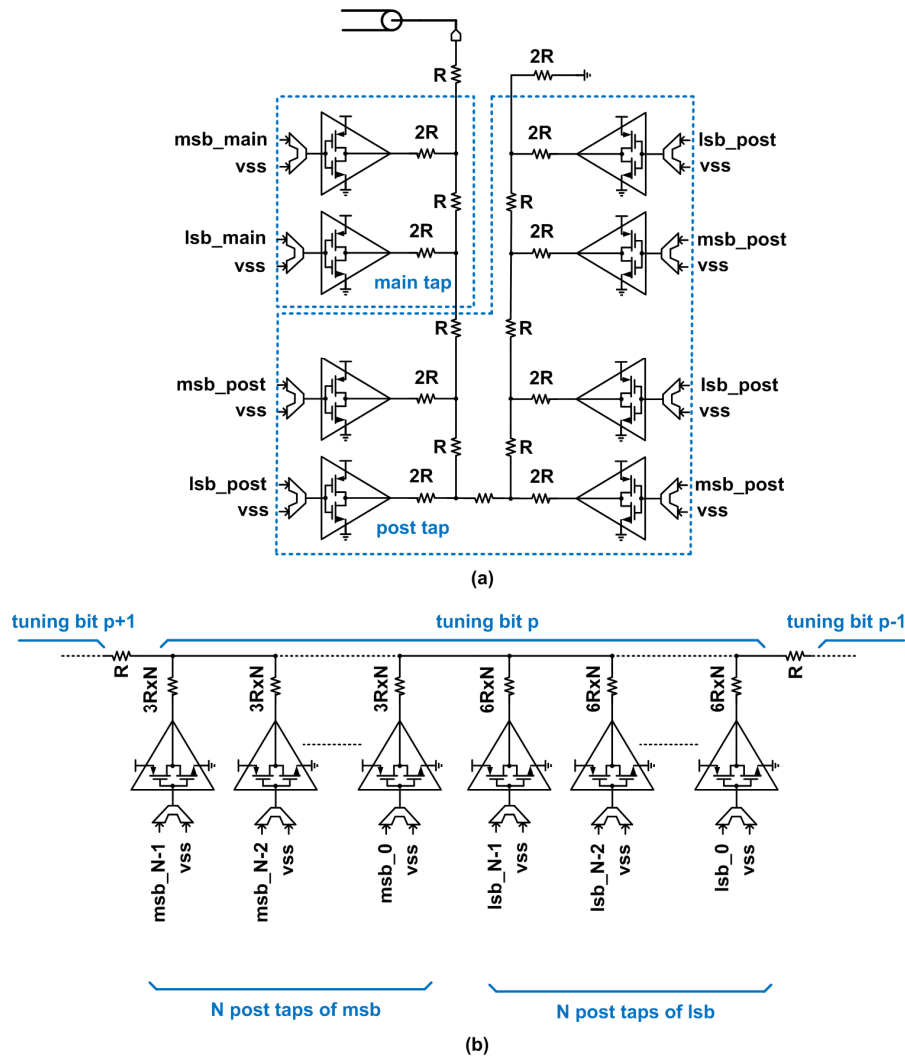 R
2R
msb_main
vss
2R
2R
lsb_post
vss
R
R
lsb_main
vss
2R
2R
msb_post
vss
main tap
R
R
msb_post
vss
2R
2R
lsb_post
vss
R
R
lsb_post
vss
2R
2R
msb_post
vss
post tap
(a)
tuning bit p+1
tuning bit p
tuning bit p-1
R
3RxN
3RxN
3RxN
6RxN
6RxN
6RxN
R
msb_N-1
vss
msb_N-2
vss
msb_0
vss
lsb_N-1
vss
lsb_N-2
vss
lsb_0
vss
N post taps of msb
N post taps of lsb
(b)